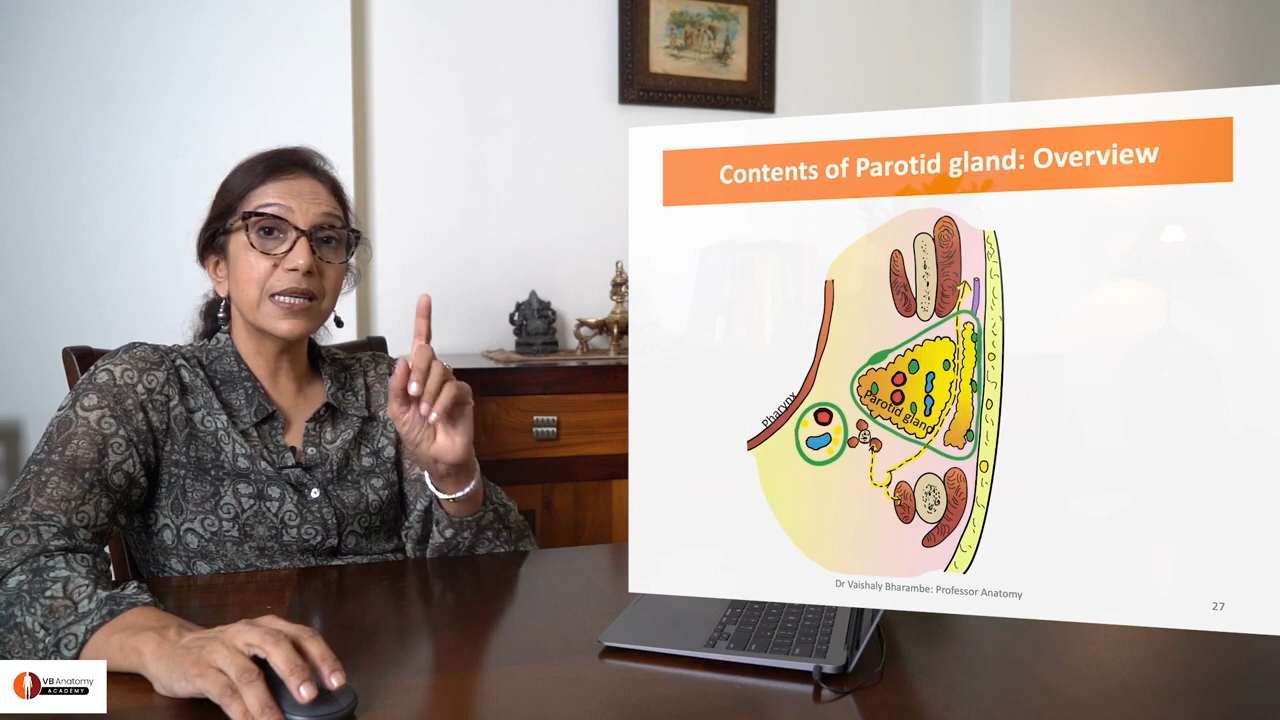 Contents of Parotid gland: Overview
Pharynx
Parotid gland
Dr Vaishaly Bharambe: Professor Anatomy
27
VB Anatomy
ACADEMY